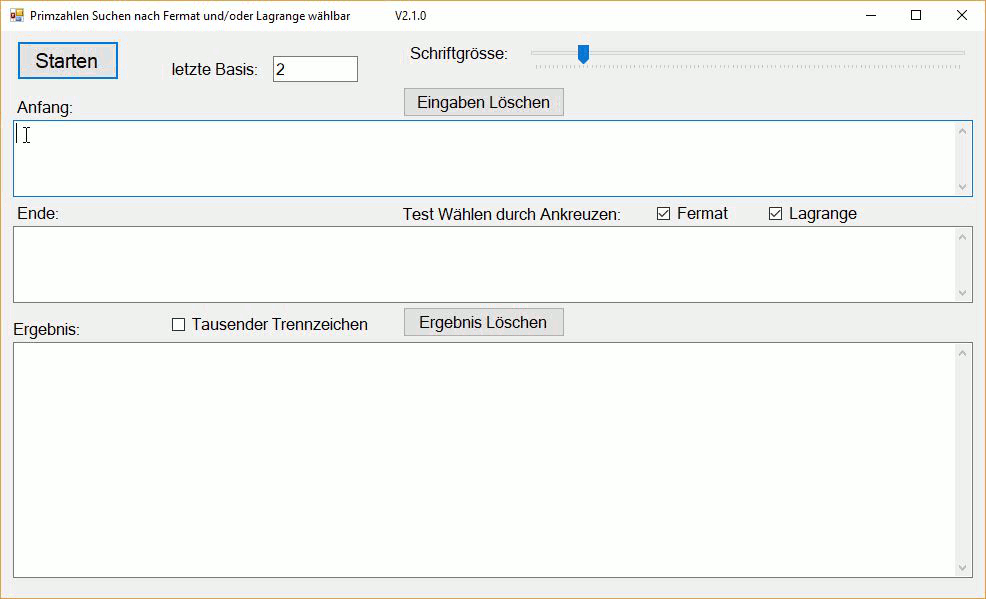 Primzahlen Suchen nach Fermat und/oder Lagrange wählbar V2.1.0
Starten
letzte Basis: 2
Schriftgrösse:
Anfang:
Eingaben Löschen
Ende:
Test Wählen durch Ankreuzen: Fermat Lagrange
Ergebnis:
Tausender Trennzeichen
Ergebnis Löschen